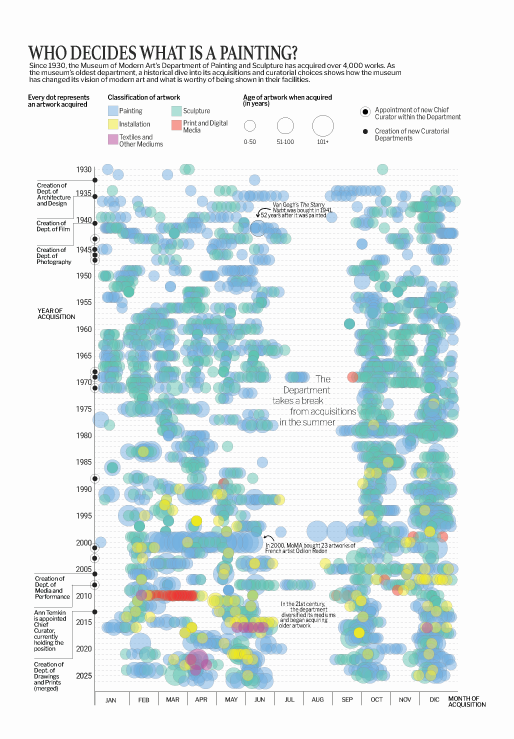 WHO DECIDES WHAT IS A PAINTING?
Since 1930, the Museum of Modern Art's Department of Painting and Sculpture has acquired over 4,000 works. As
the museum's oldest department, a historical dive into its acquisitions and curatorial choices shows how the museum
has changed its vision of modern art and what is worthy of being shown in their facilities.
Every dot represents
an artwork acquired
Classification of artwork
Painting
Sculpture
Installation
Print and Digital
Media
Textiles and
Other Mediums
Age of artwork when acquired
(in years)
0-50
51-100
101+
Appointment of new Chief
Curator within the Department
Creation of new Curatorial
Departments
1930
1935
1940
1945
1950
1955
1960
1965
1970
1975
1980
1985
1990
1995
2000
2005
2010
2015
2020
2025
Creation of
Dept. of
Architecture
and Design
Creation of
Dept. of Film
Creation of
Dept. of
Photography
YEAR OF
ACQUISITION
Creation of
Dept. of
Media and
Performance
Ann Temkin
is appointed
Chief
Curator,
currently
holding the
position
Creation of
Dept. of
Drawings
and Prints
(merged)
Van Gogh's The Starry
Night was bought in 1941,
52 years after it was painted
The
Department
takes a break
from acquisitions
in the summer
In 2000, MoMA bought 23 artworks of
French artist Odilon Redon
In the 21st century,
the department
diversified its mediums
and began acquiring
older artwork
JAN
FEB
MAR
APR
MAY
JUN
JUL
AUG
SEP
OCT
NOV
DIC
MONTH OF
ACQUISITION